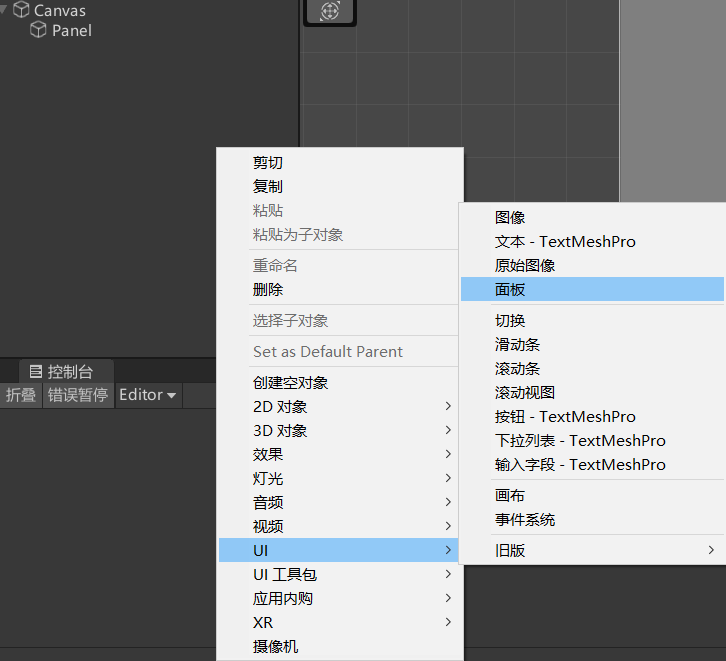 Canvas
Panel
剪切
复制
粘贴
粘贴为子对象
重命名
删除
选择子对象
Set as Default Parent
创建空对象
2D 对象
3D 对象
效果
灯光
音频
视频
UI
UI 工具包
应用内购
XR
摄像机
图像
文本 - TextMeshPro
原始图像
面板
切换
滑动条
滚动条
滚动视图
按钮 - TextMeshPro
下拉列表 - TextMeshPro
输入字段 - TextMeshPro
画布
事件系统
旧版
控制台
折叠 错误暂停 Editor